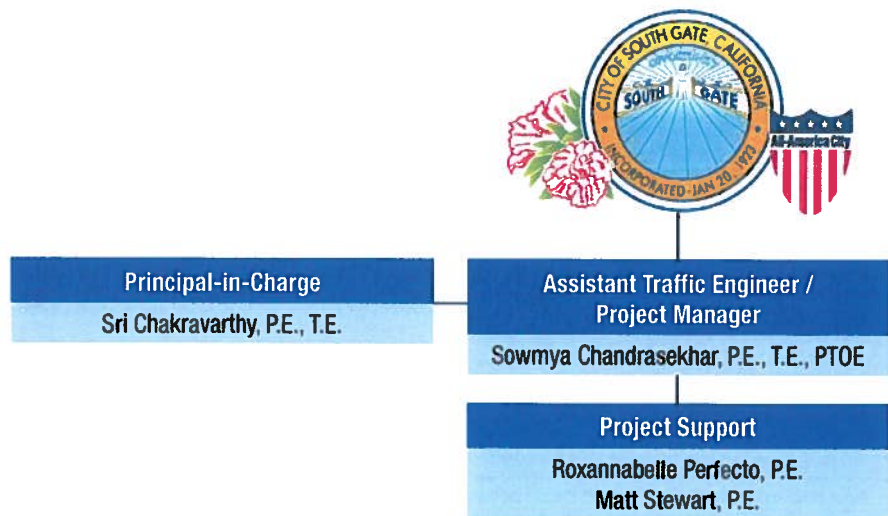 CITY OF SOUTH GATE, CALIFORNIA
SOUTH GATE
INCORPORATED - JAN 20, 1923
All-America City
Principal-in-Charge
Sri Chakravarthy, P.E., T.E.
Assistant Traffic Engineer /
Project Manager
Sowmya Chandrasekhar, P.E., T.E., PTOE
Project Support
Roxannabelle Perfecto, P.E.
Matt Stewart, P.E.